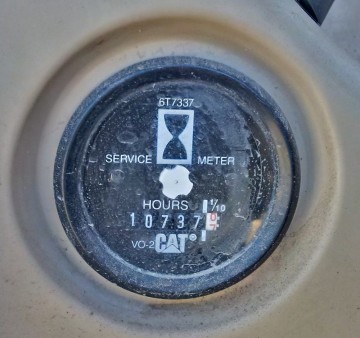 6T7337
SERVICE METER
HOURS 1/10
10737
VO-2 CAT®